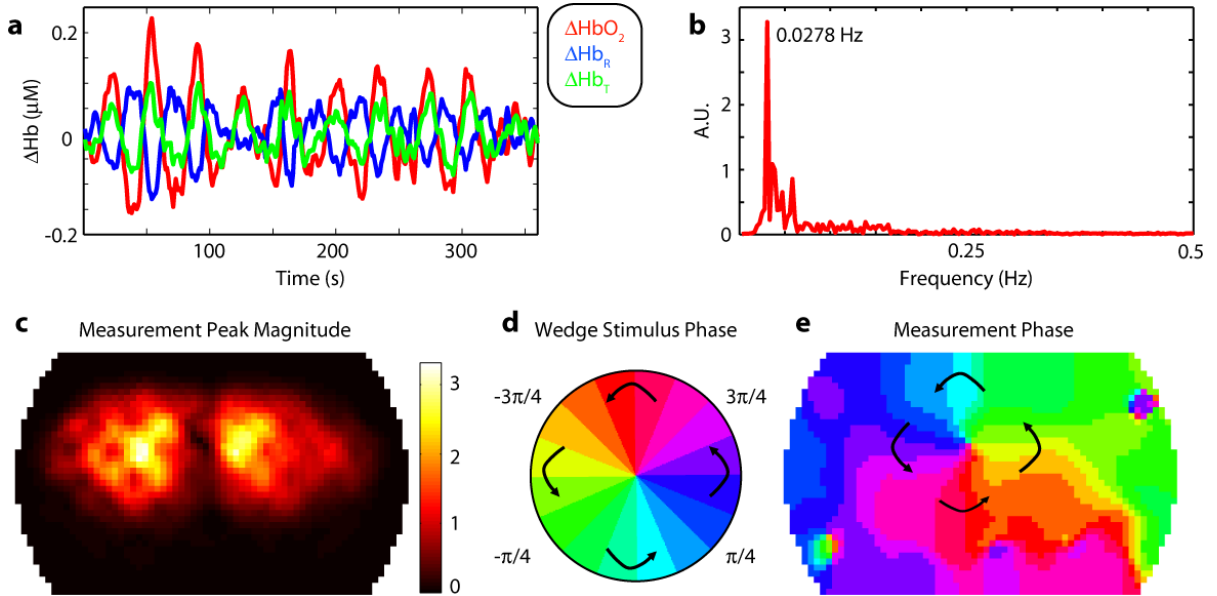 a
ΔHb (μM)
0.2
0
-0.2
100
200
300
Time (s)
ΔHbO₂
ΔHb_R
ΔHb_T
b
0.0278 Hz
A.U.
3
2
1
0
0.25
0.5
Frequency (Hz)
c
Measurement Peak Magnitude
3
2
1
0
d
Wedge Stimulus Phase
-3π/4
3π/4
-π/4
π/4
e
Measurement Phase